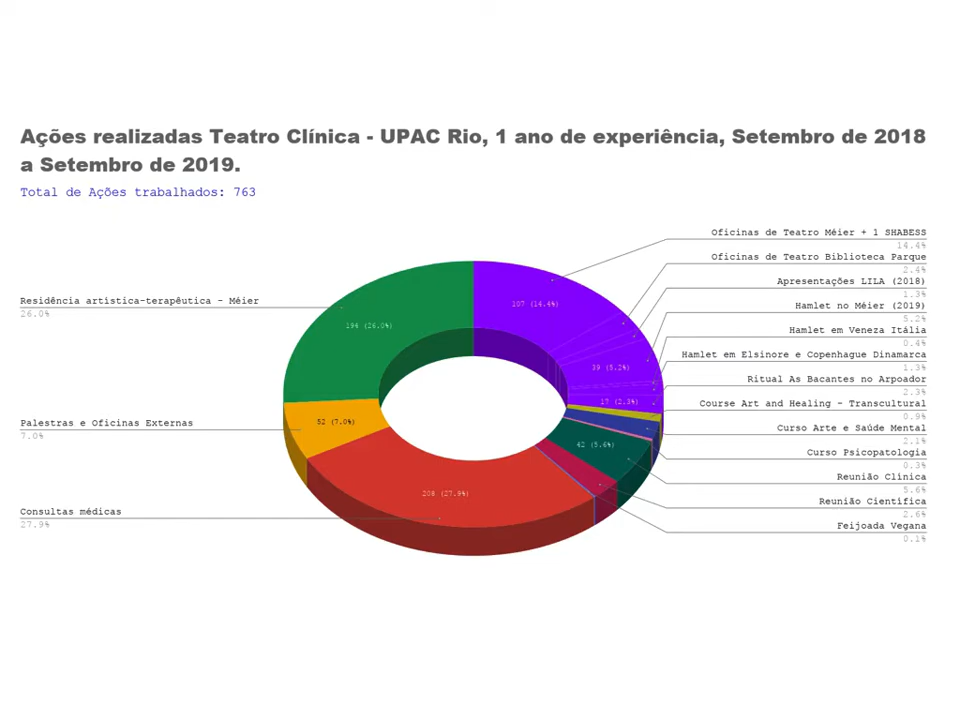 Ações realizadas Teatro Clínica - UPAC Rio, 1 ano de experiência, Setembro de 2018
a Setembro de 2019.
Total de Ações trabalhados: 763
Oficinas de Teatro Méier + 1 SHABESS
14.4%
Oficinas de Teatro Biblioteca Parque
2.4%
Apresentações LILA (2018)
1.3%
Hamlet no Méier (2019)
5.2%
Hamlet em Veneza Itália
0.4%
Hamlet em Elsinore e Copenhague Dinamarca
1.3%
Ritual As Bacantes no Arpoador
2.3%
Course Art and Healing - Transcultural
0.9%
Curso Arte e Saúde Mental
2.1%
Curso Psicopatologia
0.3%
Reunião Clinica
5.6%
Reunião Científica
2.6%
Feijoada Vegana
0.1%
Residência artistica-terapêutica - Méier
26.0%
Palestras e Oficinas Externas
7.0%
Consultas médicas
27.9%
107 (14.4%)
194 (26.0%)
39 (5.2%)
17 (2.3%)
52 (7.0%)
42 (5.6%)
208 (27.9%)